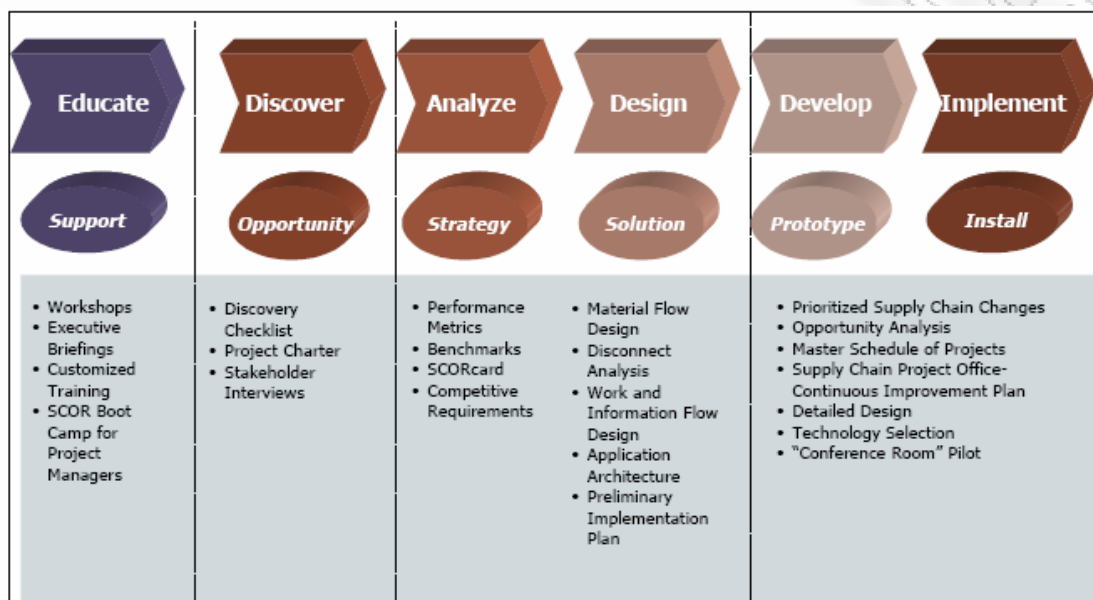 Educate
Discover
Analyze
Design
Develop
Implement
Support
Opportunity
Strategy
Solution
Prototype
Install
• Workshops
• Executive
Briefings
• Customized
Training
• SCOR Boot
Camp for
Project
Managers
• Discovery
Checklist
• Project Charter
• Stakeholder
Interviews
• Performance
Metrics
• Benchmarks
• SCORcard
• Competitive
Requirements
• Material Flow
Design
• Disconnect
Analysis
• Work and
Information Flow
Design
• Application
Architecture
• Preliminary
Implementation
Plan
• Prioritized Supply Chain Changes
• Opportunity Analysis
• Master Schedule of Projects
• Supply Chain Project Office-
Continuous Improvement Plan
• Detailed Design
• Technology Selection
• “Conference Room” Pilot